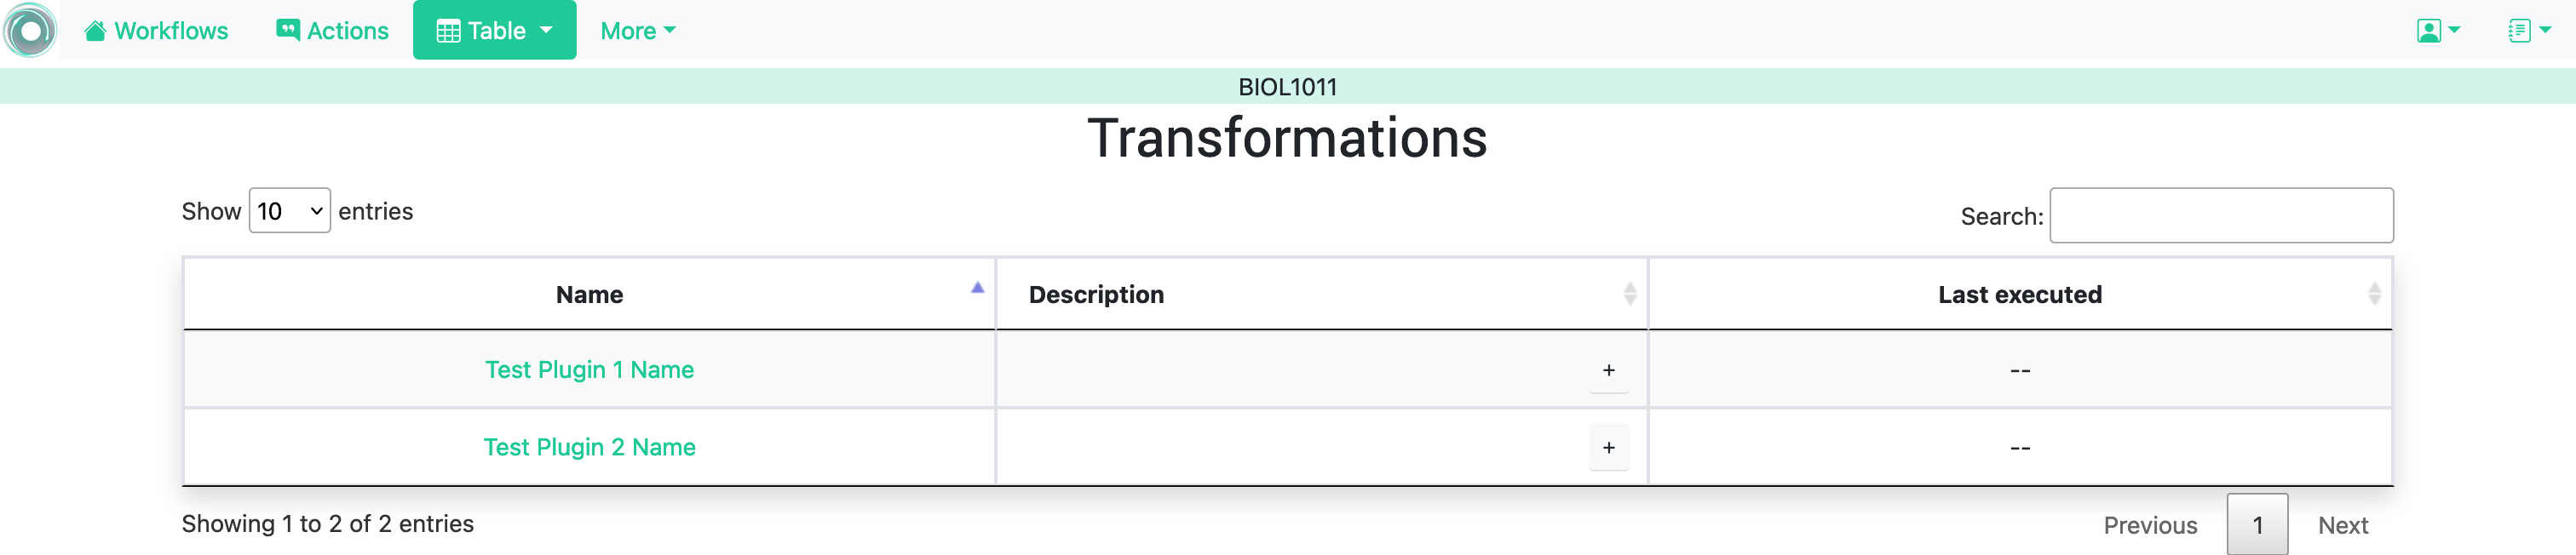 Workflows Actions Table More
BIOL1011
Transformations
Show 10 entries Search:
Name Description Last executed
Test Plugin 1 Name + --
Test Plugin 2 Name + --
Showing 1 to 2 of 2 entries Previous 1 Next